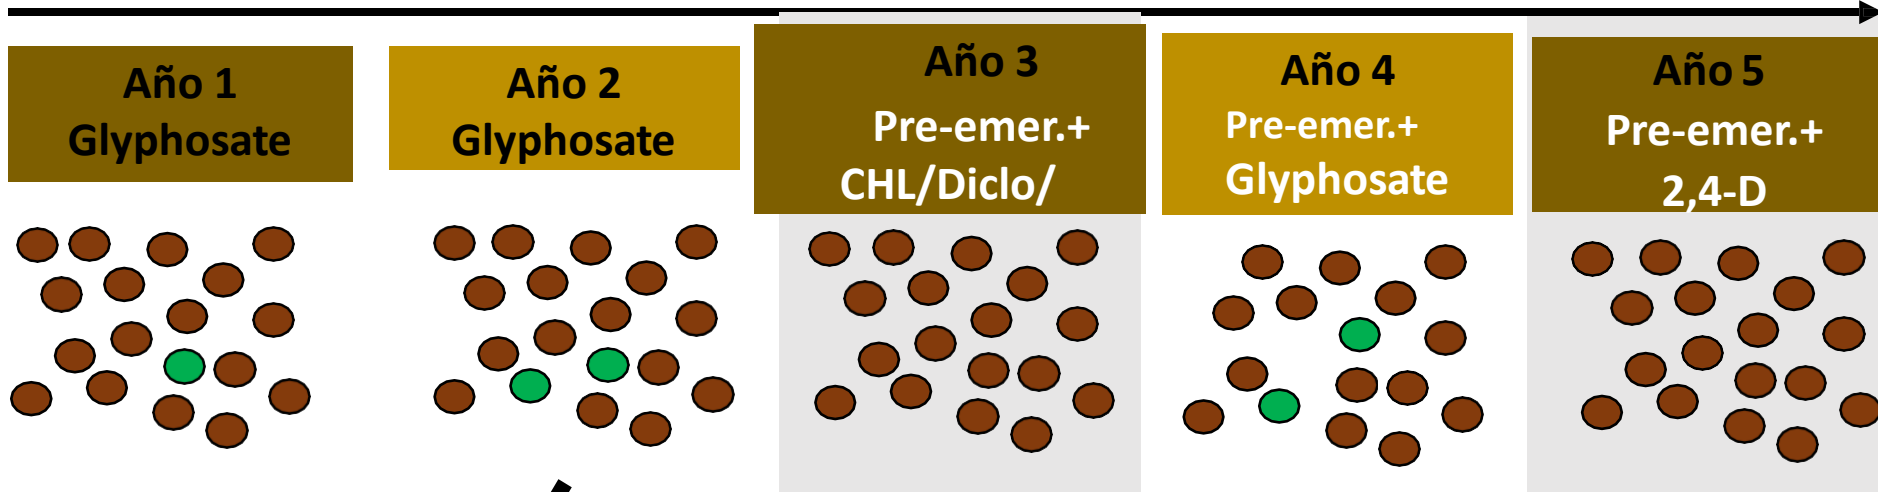 Año 1
Glyphosate
Año 2
Glyphosate
Año 3
Pre-emer.+
CHL/Diclo/
Año 4
Pre-emer.+
Glyphosate
Año 5
Pre-emer.+
2,4-D